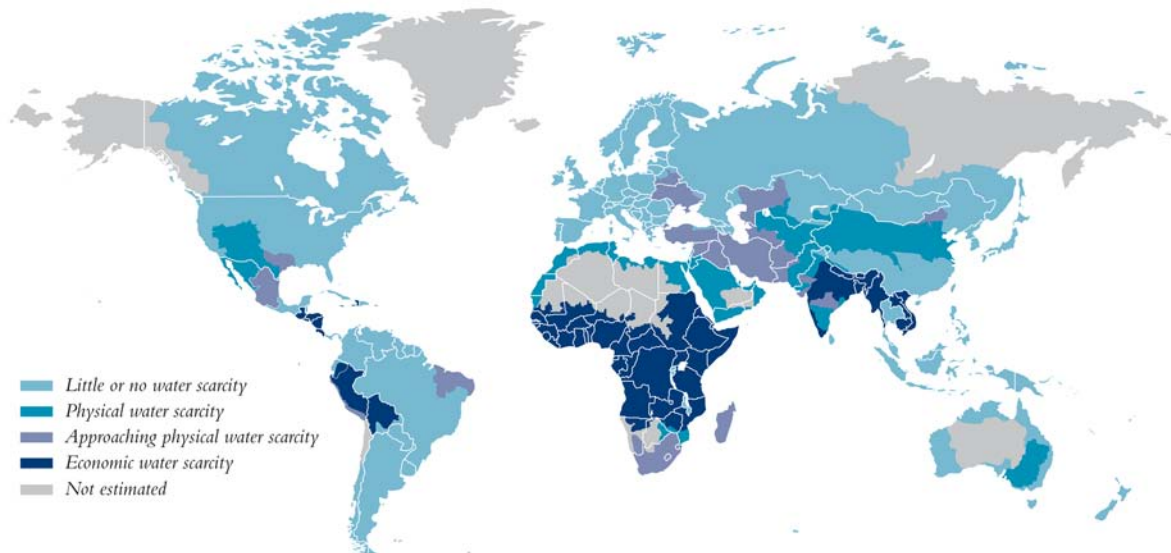 Little or no water scarcity
Physical water scarcity
Approaching physical water scarcity
Economic water scarcity
Not estimated